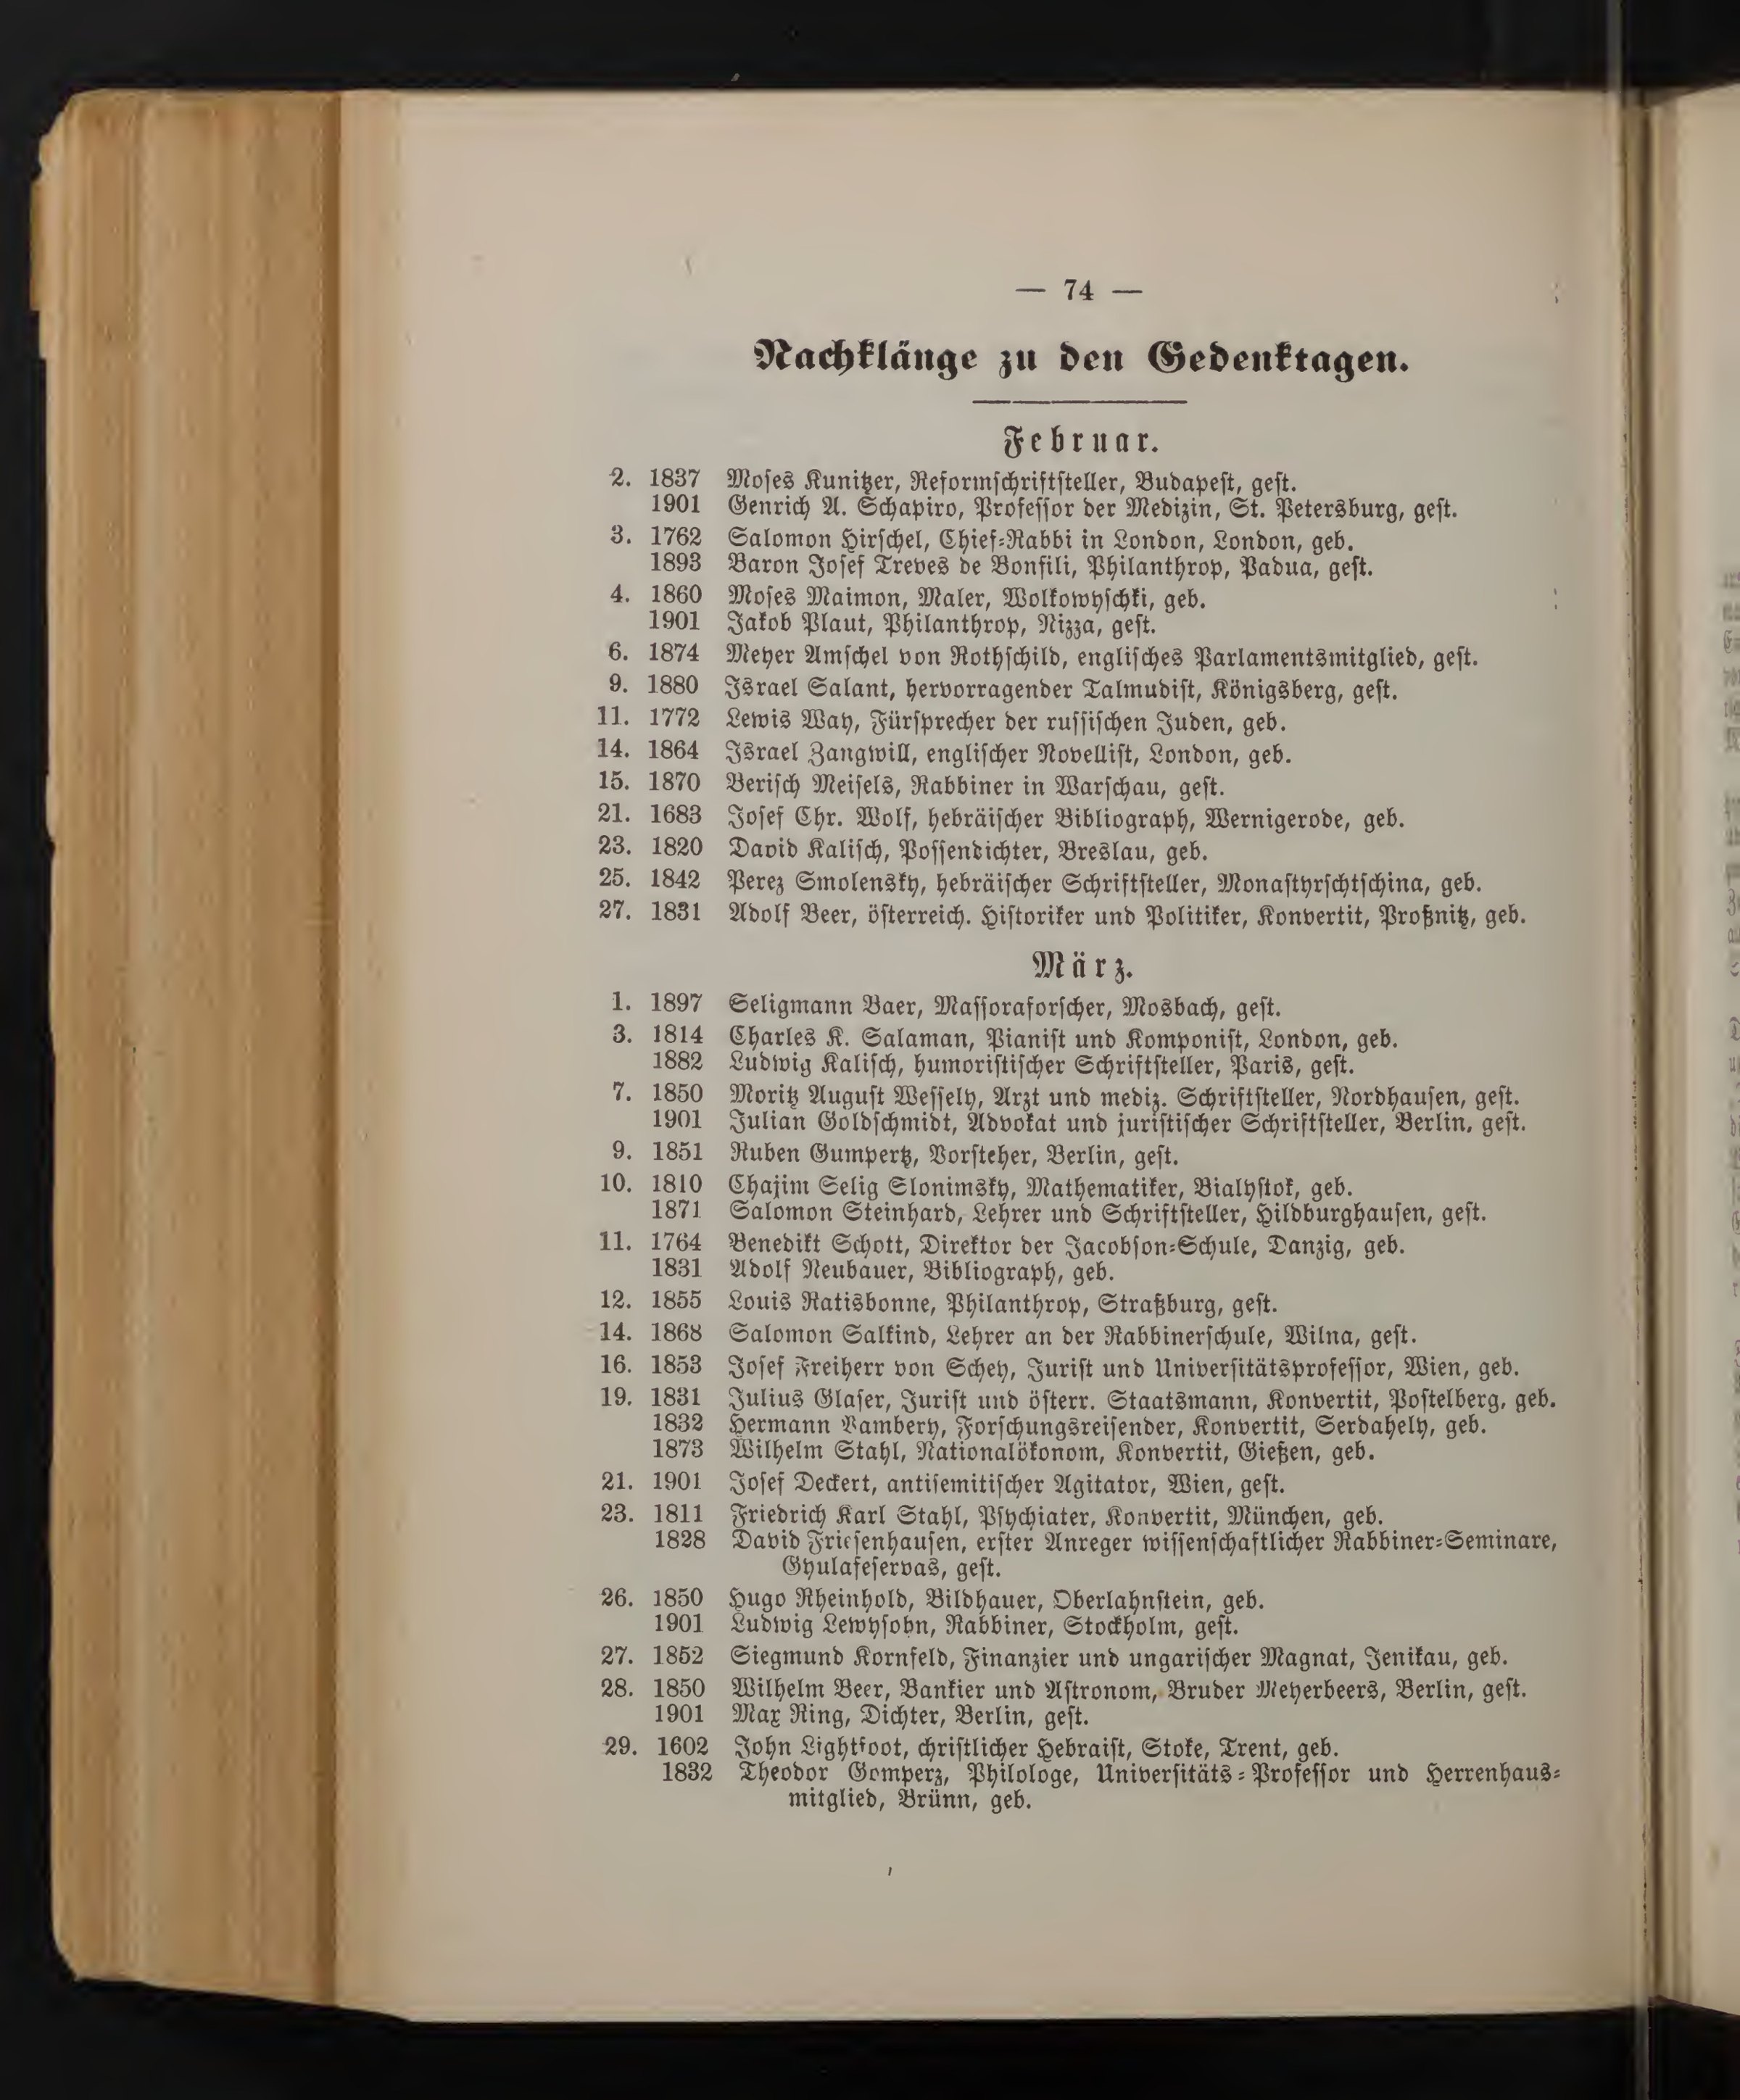 — 74 —
Nachklänge zu den Gedenktagen.
Februar.
2. 1837 Moses Kunitzer, Reformschriftsteller, Budapest, gest.
1901 Genrich A. Schapiro, Professor der Medizin, St. Petersburg, gest.
3. 1762 Salomon Hirschel, Chief-Rabbi in London, London, geb.
1893 Baron Josef Treves de Bonfili, Philanthrop, Padua, gest.
4. 1860 Moses Maimon, Maler, Wolkowyschki, geb.
1901 Jakob Plaut, Philanthrop, Nizza, gest.
6. 1874 Meyer Amschel von Rothschild, englisches Parlamentsmitglied, gest.
9. 1880 Israel Salant, hervorragender Talmudist, Königsberg, gest.
11. 1772 Lewis Way, Fürsprecher der russischen Juden, geb.
14. 1864 Israel Zangwill, englischer Novellist, London, geb.
15. 1870 Berisch Meisels, Rabbiner in Warschau, gest.
21. 1683 Josef Chr. Wolf, hebräischer Bibliograph, Wernigerode, geb.
23. 1820 David Kalisch, Possendichter, Breslau, geb.
25. 1842 Perez Smolensky, hebräischer Schriftsteller, Monastyrschtschina, geb.
27. 1831 Adolf Beer, österreich. Historiker und Politiker, Konvertit, Proßnitz, geb.
März.
1. 1897 Seligmann Baer, Massoraforscher, Mosbach, gest.
3. 1814 Charles K. Salaman, Pianist und Komponist, London, geb.
1882 Ludwig Kalisch, humoristischer Schriftsteller, Paris, gest.
7. 1850 Moritz August Wessely, Arzt und mediz. Schriftsteller, Nordhausen, gest.
1901 Julian Goldschmidt, Advokat und juristischer Schriftsteller, Berlin, gest.
9. 1851 Ruben Gumpertz, Vorsteher, Berlin, gest.
10. 1810 Chajim Selig Slonimsky, Mathematiker, Bialystok, geb.
1871 Salomon Steinhard, Lehrer und Schriftsteller, Hildburghausen, gest.
11. 1764 Benedikt Schott, Direktor der Jacobson-Schule, Danzig, geb.
1831 Adolf Neubauer, Bibliograph, geb.
12. 1855 Louis Ratisbonne, Philanthrop, Straßburg, gest.
14. 1868 Salomon Salkind, Lehrer an der Rabbinerschule, Wilna, gest.
16. 1853 Josef Freiherr von Schey, Jurist und Universitätsprofessor, Wien, geb.
19. 1831 Julius Glaser, Jurist und österr. Staatsmann, Konvertit, Postelberg, geb.
1832 Hermann Vambery, Forschungsreisender, Konvertit, Serdahely, geb.
1873 Wilhelm Stahl, Nationalökonom, Konvertit, Gießen, geb.
21. 1901 Josef Deckert, antisemitischer Agitator, Wien, gest.
23. 1811 Friedrich Karl Stahl, Psychiater, Konvertit, München, geb.
1828 David Friesenhausen, erster Anreger wissenschaftlicher Rabbiner-Seminare,
Gyulafeservas, gest.
26. 1850 Hugo Rheinhold, Bildhauer, Oberlahnstein, geb.
1901 Ludwig Lewysohn, Rabbiner, Stockholm, gest.
27. 1852 Siegmund Kornfeld, Finanzier und ungarischer Magnat, Jenikau, geb.
28. 1850 Wilhelm Beer, Bankier und Astronom, Bruder Meyerbeers, Berlin, gest.
1901 Max Ring, Dichter, Berlin, gest.
29. 1602 John Lightfoot, christlicher Hebraist, Stoke, Trent, geb.
1832 Theodor Gomperz, Philologe, Universitäts-Professor und Herrenhaus-
mitglied, Brünn, geb.